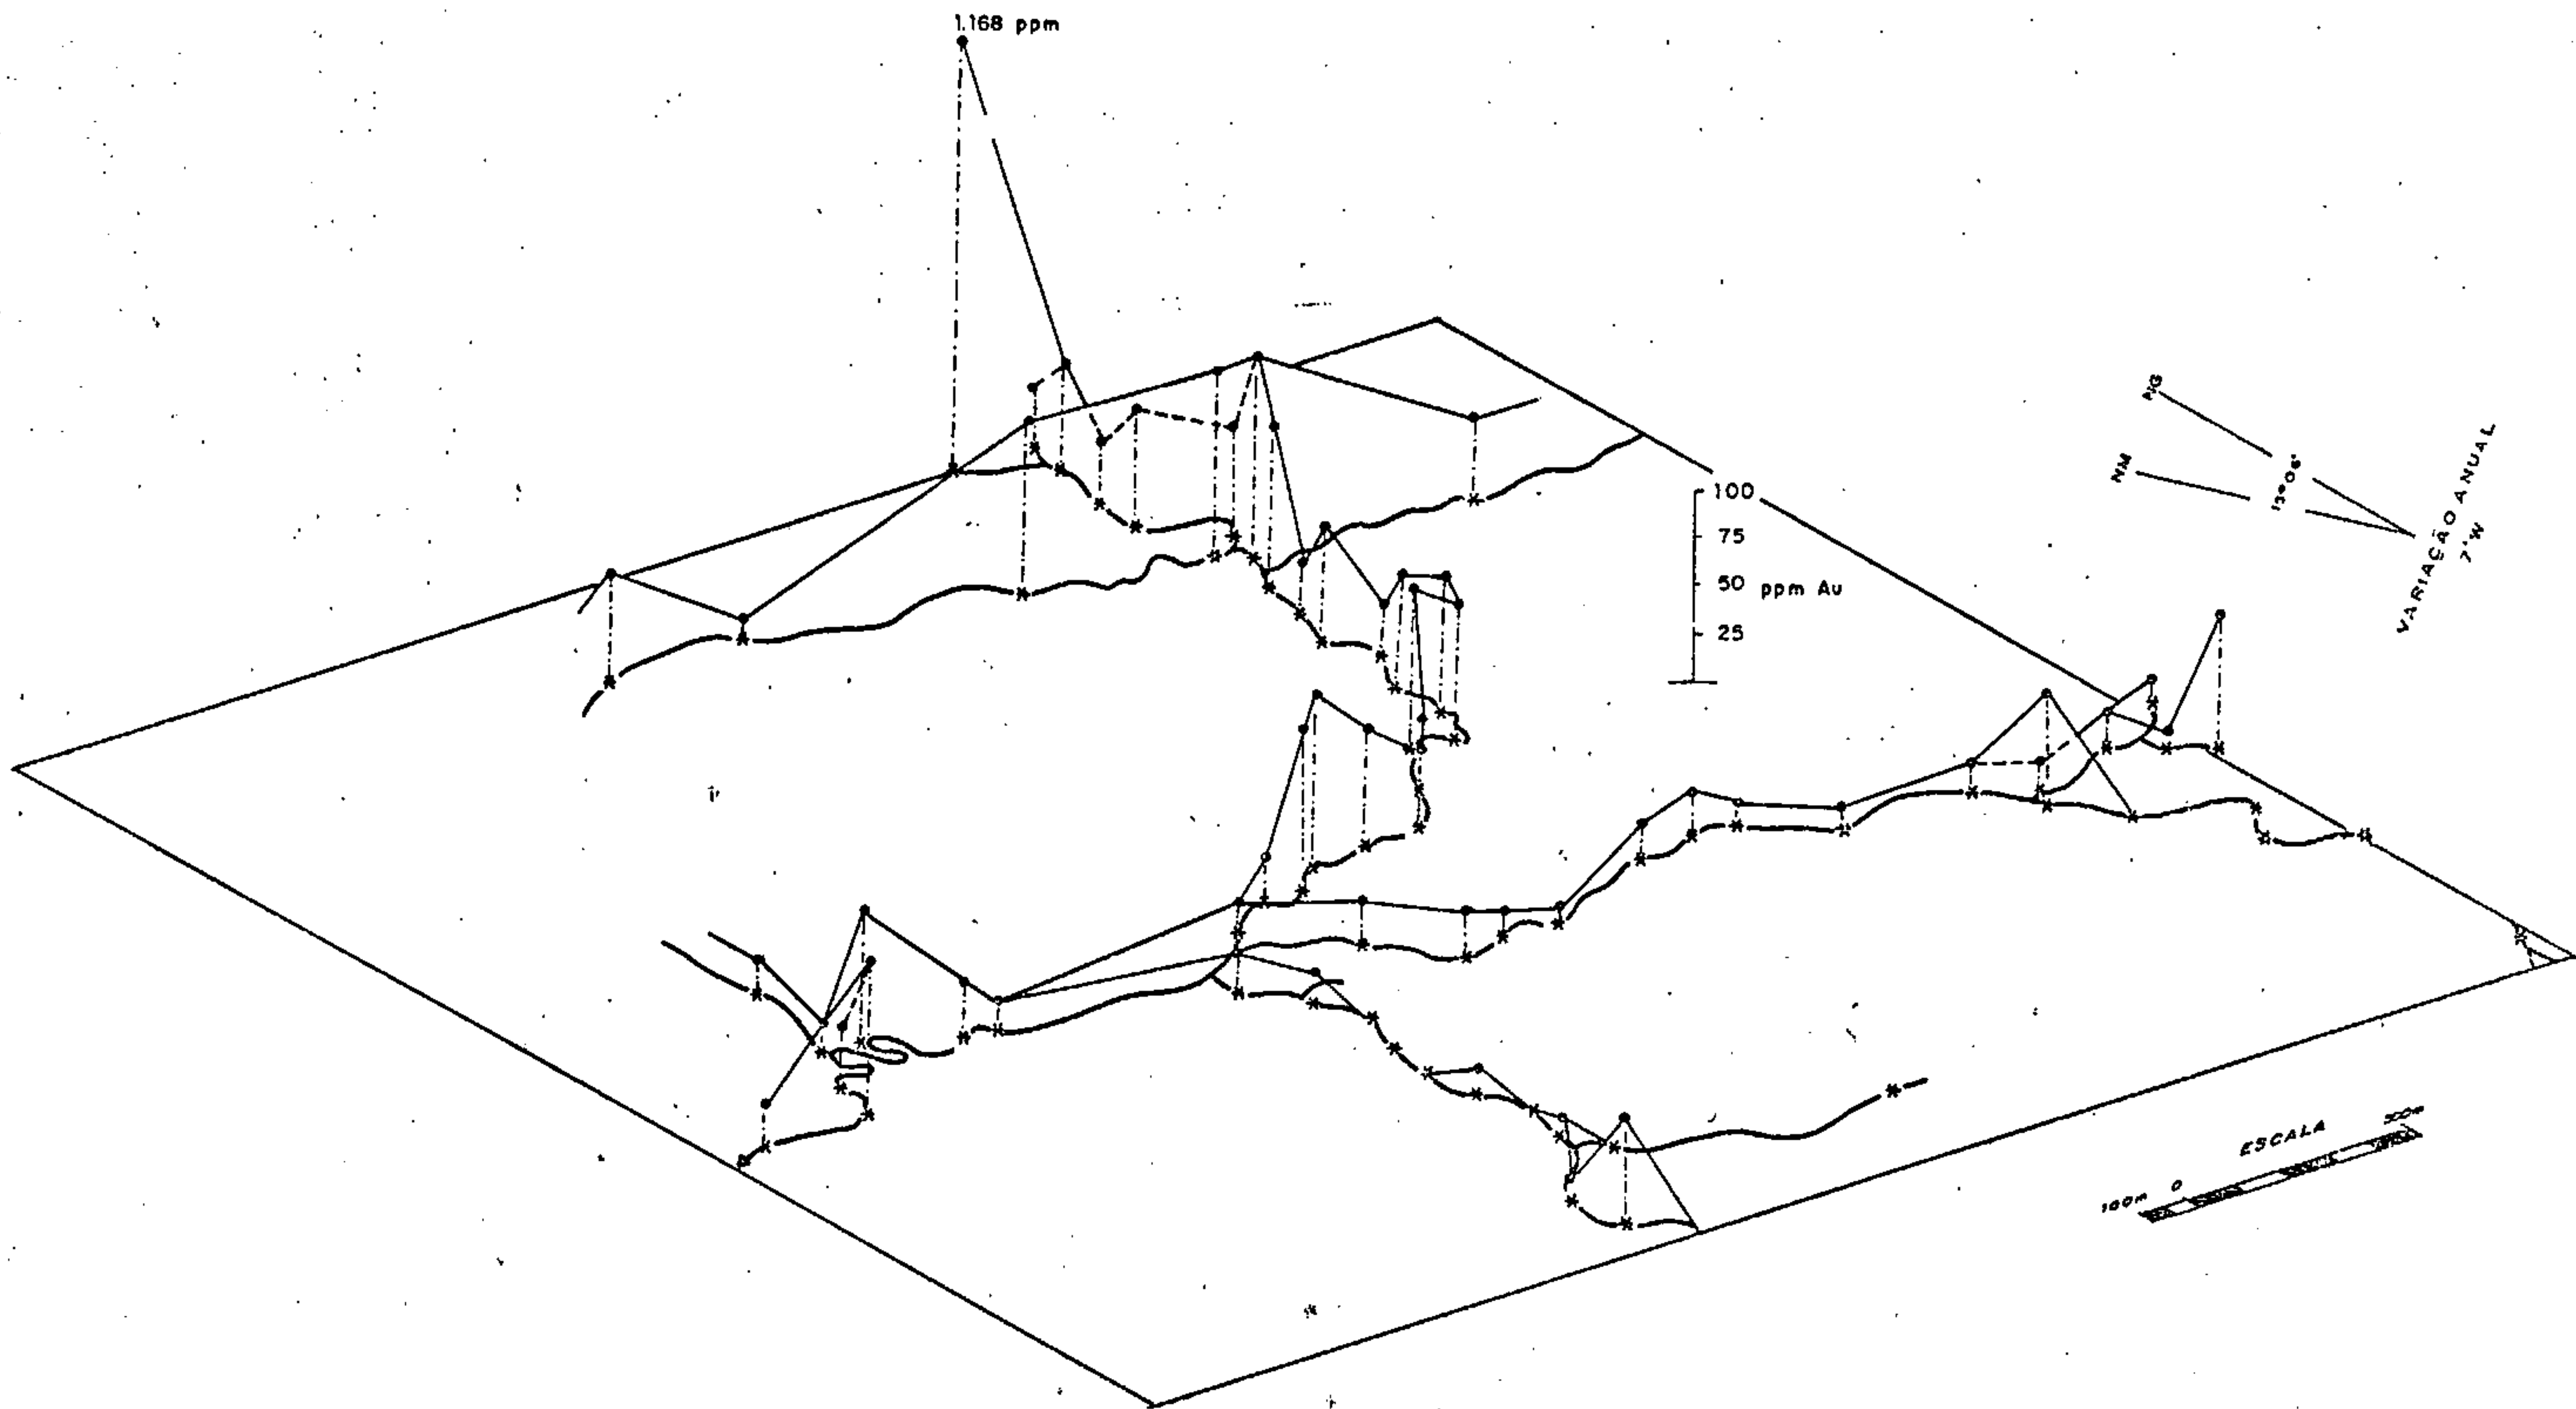 1.168 ppm
100
75
50 ppm Au
25
NG
NM
13°06'
VARIAÇÃO ANUAL
7'W
ESCALA
100m 0 500m